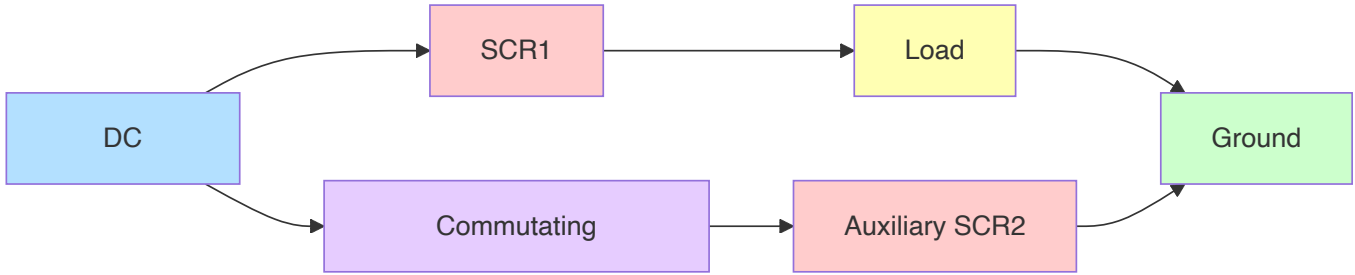 SCR1
Load
DC
Ground
Commutating
Auxiliary SCR2